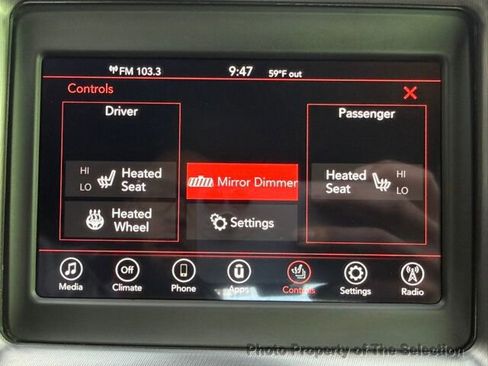 FM 103.3 9:47 59°F out
Controls X
Driver
Passenger
HI
LO
Heated
Seat
Mirror Dimmer
Heated
Seat
HI
LO
Heated
Wheel
Settings
Media
Off
Climate
Phone
Apps
Controls
Settings
Radio
Photo Property of The Selection